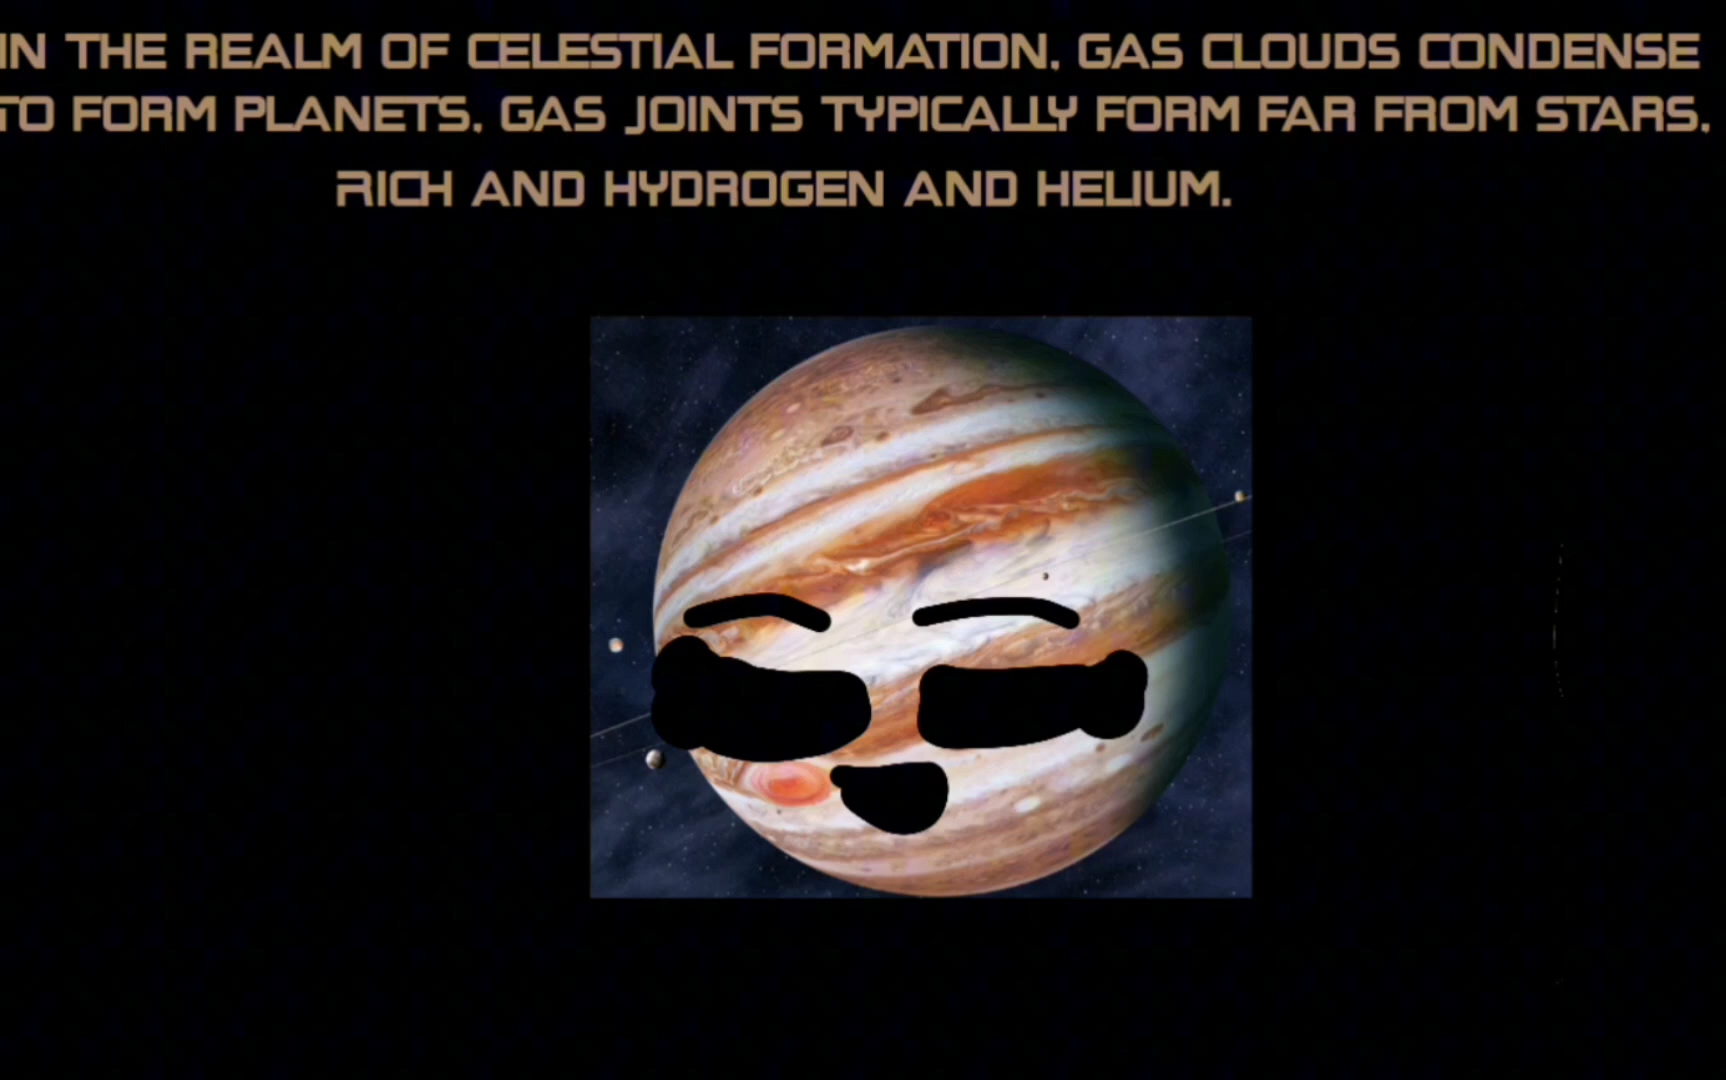 IN THE REALM OF CELESTIAL FORMATION, GAS CLOUDS CONDENSE
TO FORM PLANETS. GAS JOINTS TYPICALLY FORM FAR FROM STARS,
RICH AND HYDROGEN AND HELIUM.